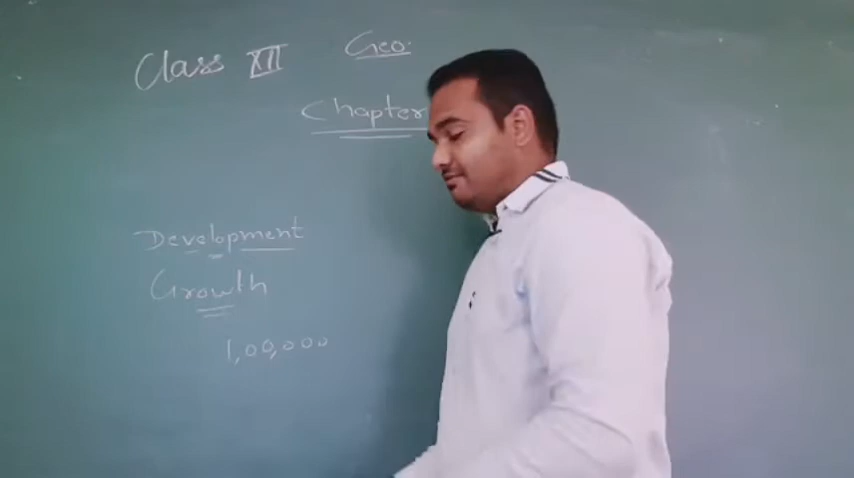 Class XII Geo.
Chapter
Development
Growth
1,00,000